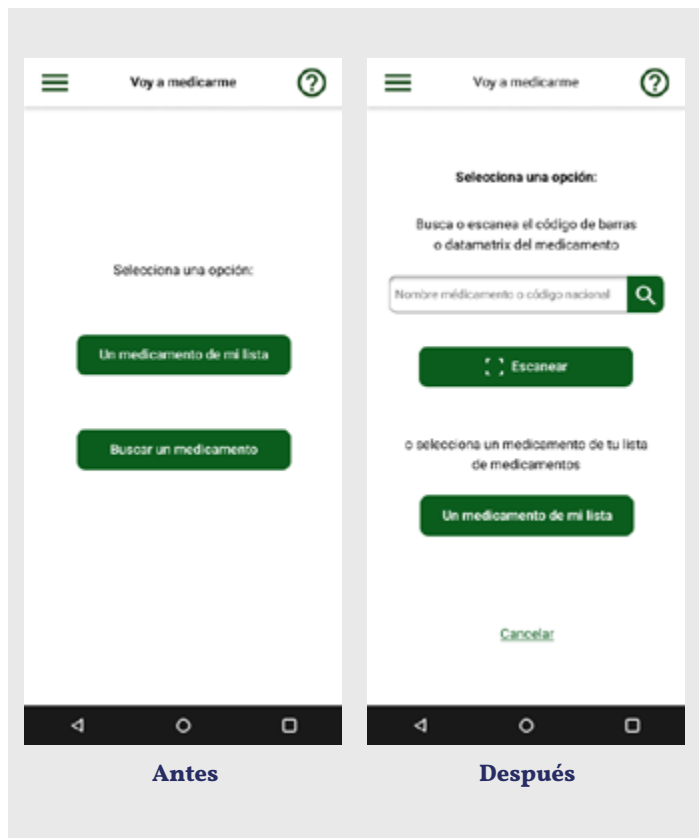 Voy a medicarme
Selecciona una opción:
Un medicamento de mi lista
Buscar un medicamento
Antes
Voy a medicarme
Selecciona una opción:
Busca o escanea el código de barras
o datamatrix del medicamento
Nombre médicamento o código nacional
Escanear
o selecciona un medicamento de tu lista
de medicamentos
Un medicamento de mi lista
Cancelar
Después